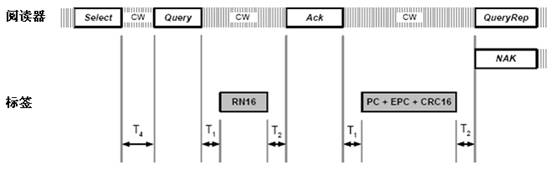 阅读器 Select CW Query CW Ack CW QueryRep
NAK
标签 RN16 PC + EPC + CRC16
T4 T1 T2 T1 T2